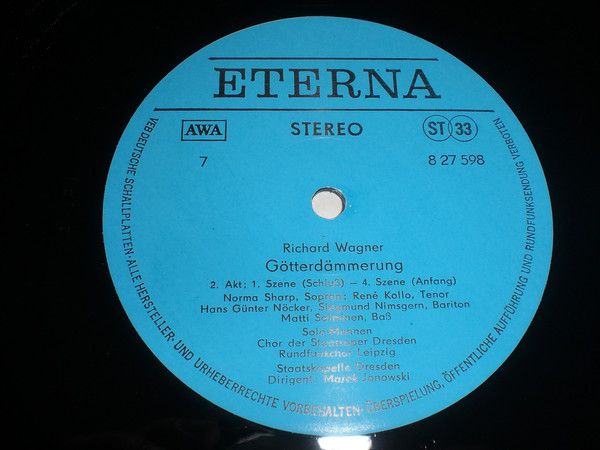 ETERNA
AWA STEREO ST 33
7 8 27 598
Richard Wagner
Götterdämmerung
2. Akt; 1. Szene (Schluß) – 4. Szene (Anfang)
Norma Sharp, Sopran; René Kollo, Tenor
Hans Günter Nöcker, Siegmund Nimsgern, Bariton
Matti Salminen, Baß
Solo Mannen
Chor der Staatsoper Dresden
Rundfunkchor Leipzig
Staatskapelle Dresden
Dirigent: Marek Janowski
VEB DEUTSCHE SCHALLPLATTEN · ALLE HERSTELLER- UND URHEBERRECHTE VORBEHALTEN · ÜBERSPIELUNG, ÖFFENTLICHE AUFFÜHRUNG UND RUNDFUNKSENDUNG VERBOTEN